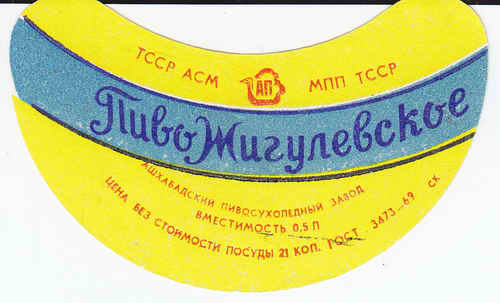 ТССР АСМ АП МПП ТССР
Пиво Жигулевское
АШХАБАДСКИЙ ПИВОСУХОПЕДНЫЙ ЗАВОД
ВМЕСТИМОСТЬ 0,5 Л
ЦЕНА БЕЗ СТОИМОСТИ ПОСУДЫ 21 КОП. ГОСТ 3473—69 СК